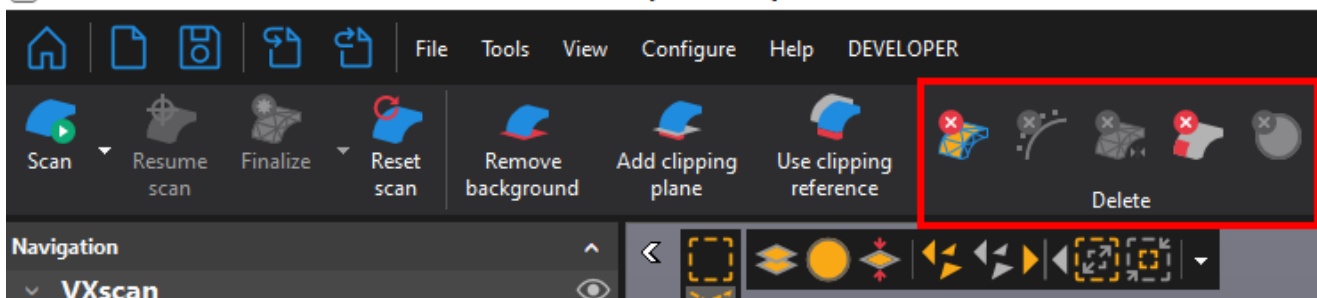 File Tools View Configure Help DEVELOPER
Scan Resume scan Finalize Reset scan Remove background Add clipping plane Use clipping reference
Delete
Navigation
VXscan